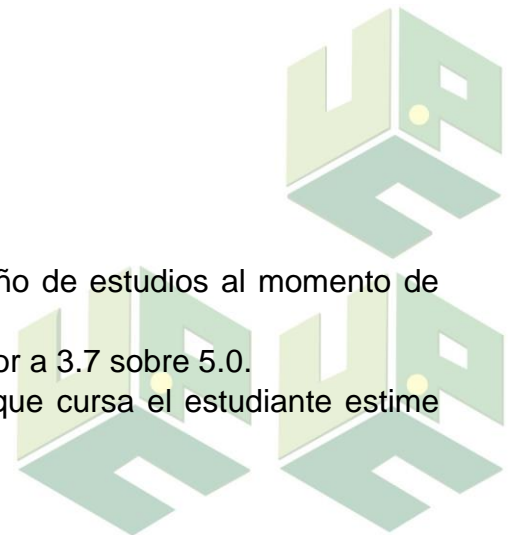 ño de estudios al momento de
or a 3.7 sobre 5.0.
que cursa el estudiante estime